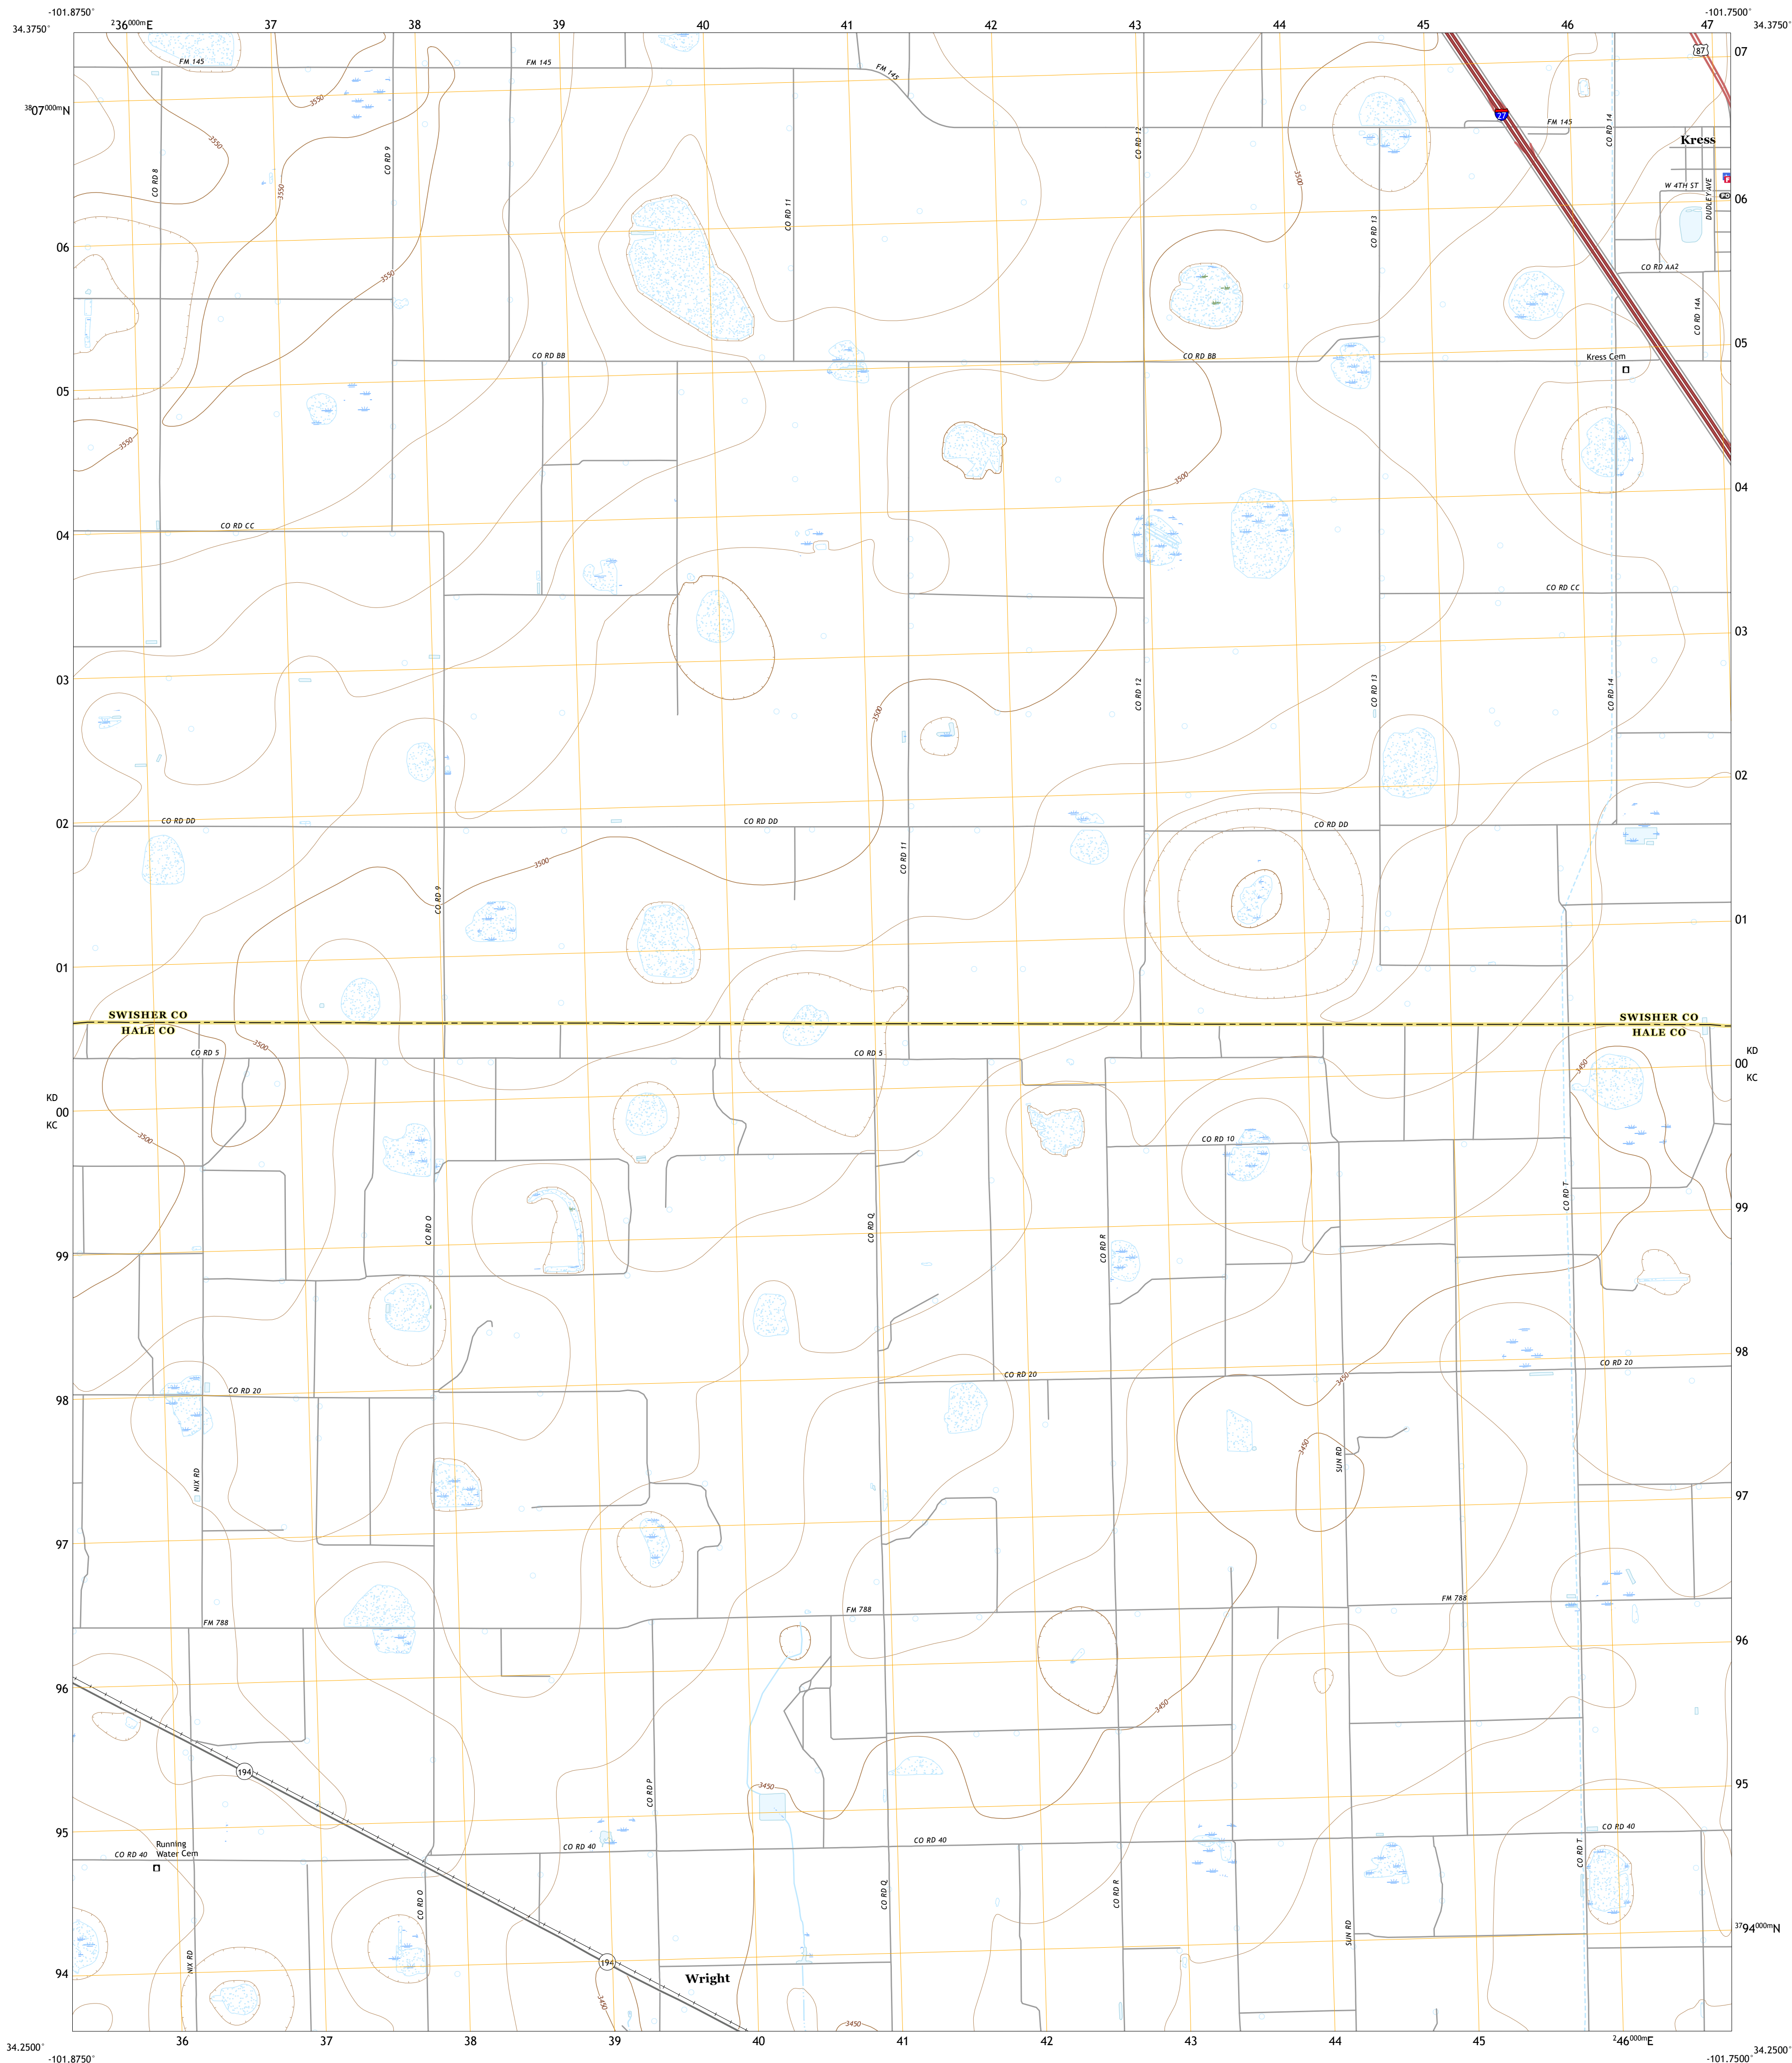 -101.8750°
-101.7500°
34.3750°
²36⁰⁰⁰ᵐE
37
38
39
40
41
42
43
44
45
46
47
34.3750°
07
87
FM 145
FM 145
FM 145
3550
³⁸07⁰⁰⁰ᵐN
27
FM 145
CO RD 12
CO RD 14
Kress
3550
CO RD 9
CO RD 8
3550
3500
W 4TH ST
DUDLEY AVE
PO
06
CO RD 11
CO RD 13
06
CO RD AA2
3550
CO RD 14A
05
CO RD BB
CO RD BB
Kress Cem
05
3550
3500
04
CO RD CC
04
CO RD CC
03
03
CO RD 12
CO RD 13
CO RD 14
3500
02
02
CO RD DD
CO RD DD
CO RD DD
CO RD 11
3500
CO RD 9
01
01
SWISHER CO
HALE CO
SWISHER CO
HALE CO
3500
CO RD 5
CO RD 5
KD
00
KC
3450
KD
00
KC
3500
CO RD 10
CO RD T
99
CO RD O
CO RD Q
CO RD R
99
98
CO RD 20
CO RD 20
CO RD 20
3450
98
3450
SUN RD
NIX RD
97
97
FM 788
FM 788
FM 788
96
96
3450
194
95
3450
CO RD P
95
CO RD 40
CO RD 40
CO RD 40
Running
Water Cem
CO RD 40
CO RD T
CO RD O
CO RD Q
CO RD R
SUN RD
³⁷94⁰⁰⁰ᵐN
NIX RD
194
94
Wright
3450
3450
36
37
38
39
40
41
42
43
44
45
²46⁰⁰⁰ᵐE
34.2500°
34.2500°
-101.8750°
-101.7500°